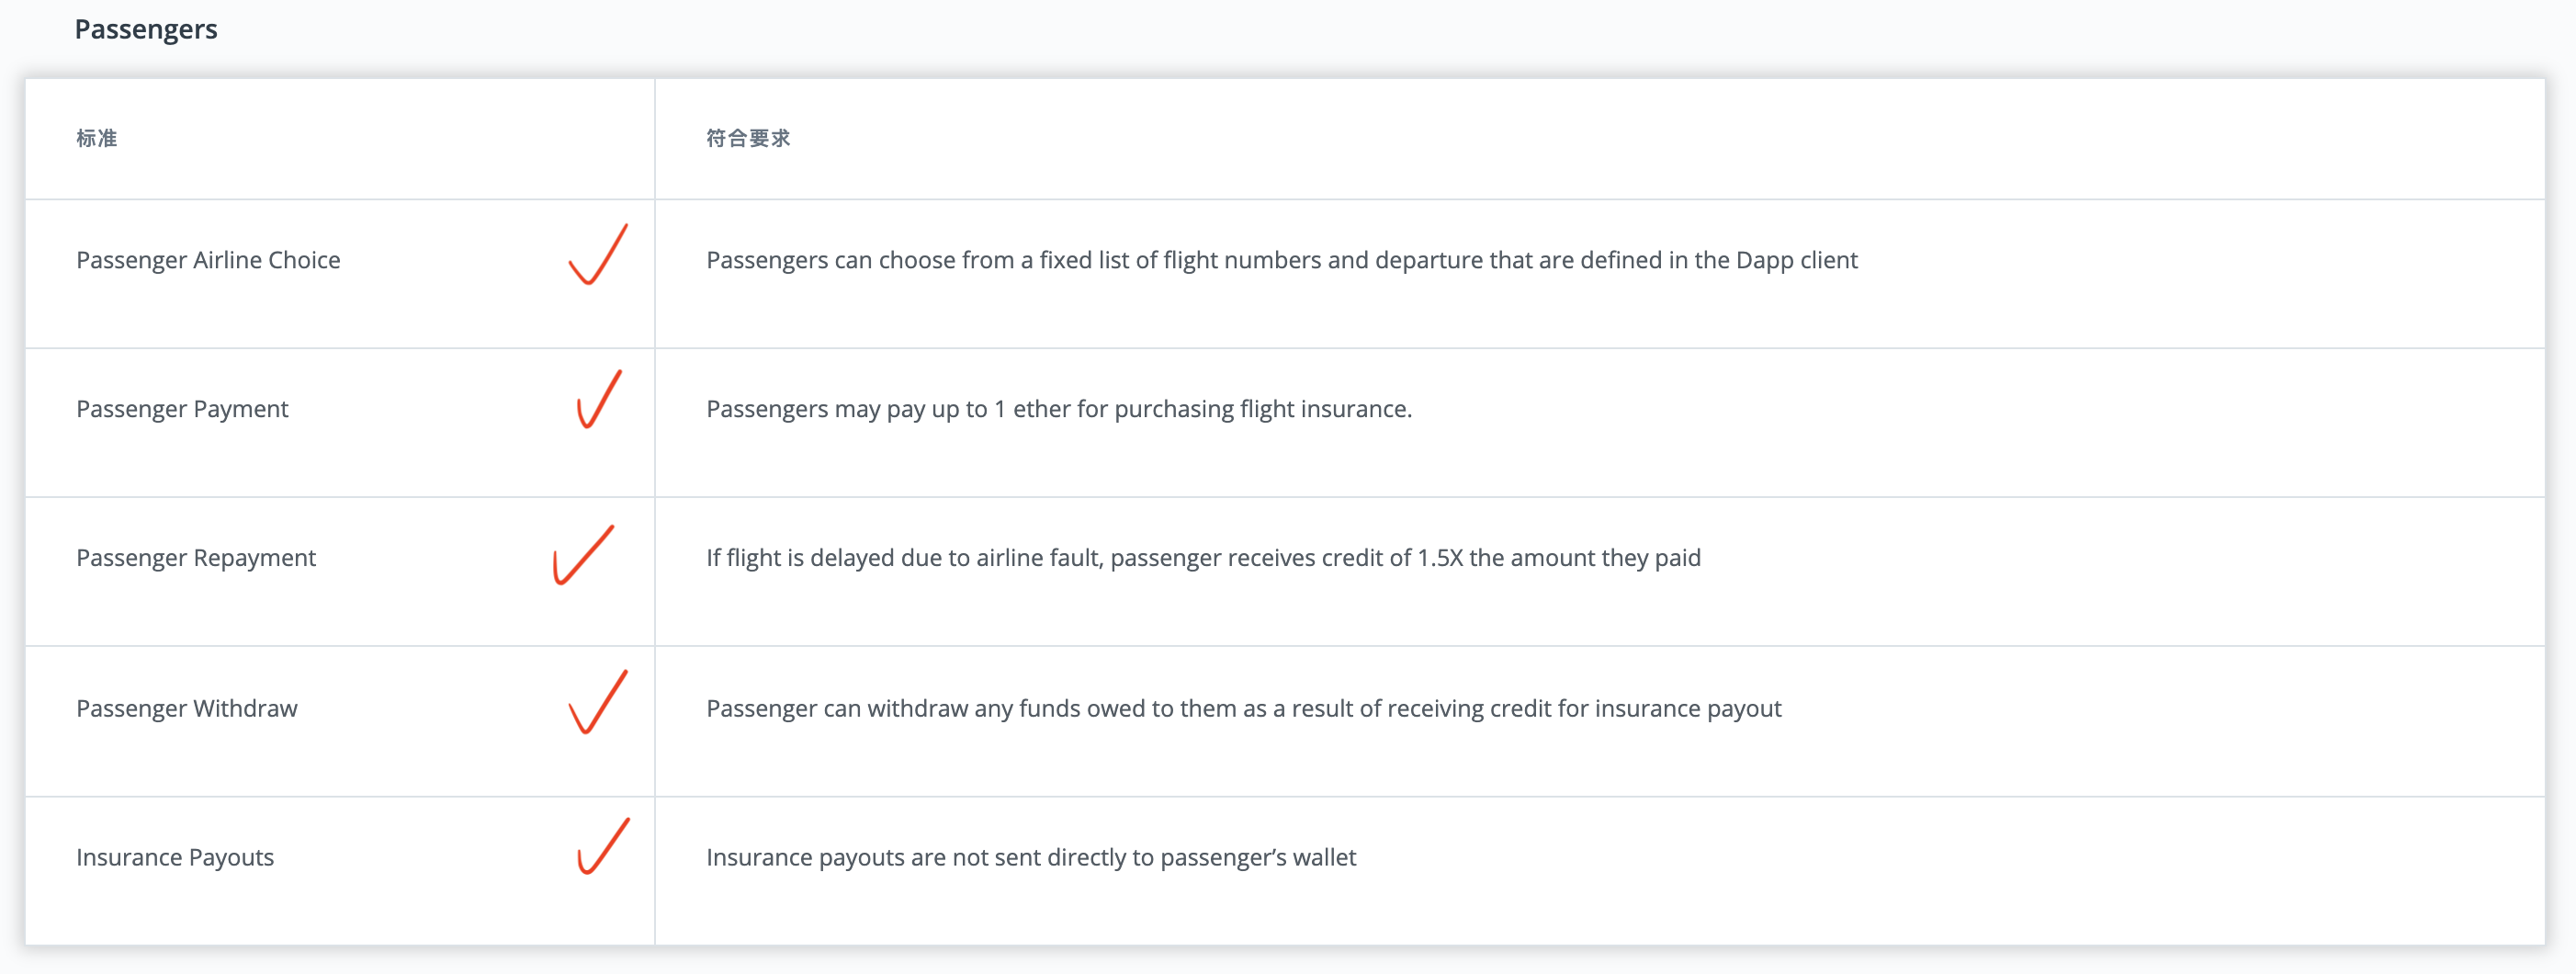 Passengers
标准
符合要求
Passenger Airline Choice
Passengers can choose from a fixed list of flight numbers and departure that are defined in the Dapp client
Passenger Payment
Passengers may pay up to 1 ether for purchasing flight insurance.
Passenger Repayment
If flight is delayed due to airline fault, passenger receives credit of 1.5X the amount they paid
Passenger Withdraw
Passenger can withdraw any funds owed to them as a result of receiving credit for insurance payout
Insurance Payouts
Insurance payouts are not sent directly to passenger’s wallet